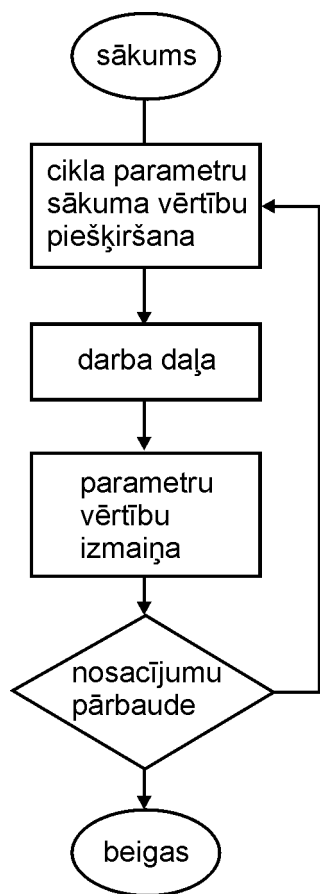 sākums
cikla parametru
sākuma vērtību
piešķiršana
darba daļa
parametru
vērtību
izmaiņa
nosacījumu
pārbaude
beigas